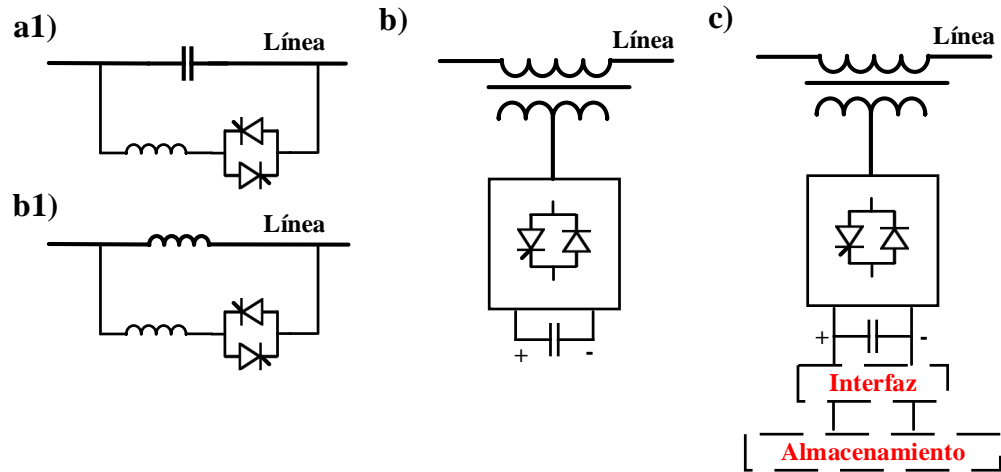 a1)
Línea
b1)
Línea
b)
Línea
+ -
c)
Línea
+ -
Interfaz
Almacenamiento